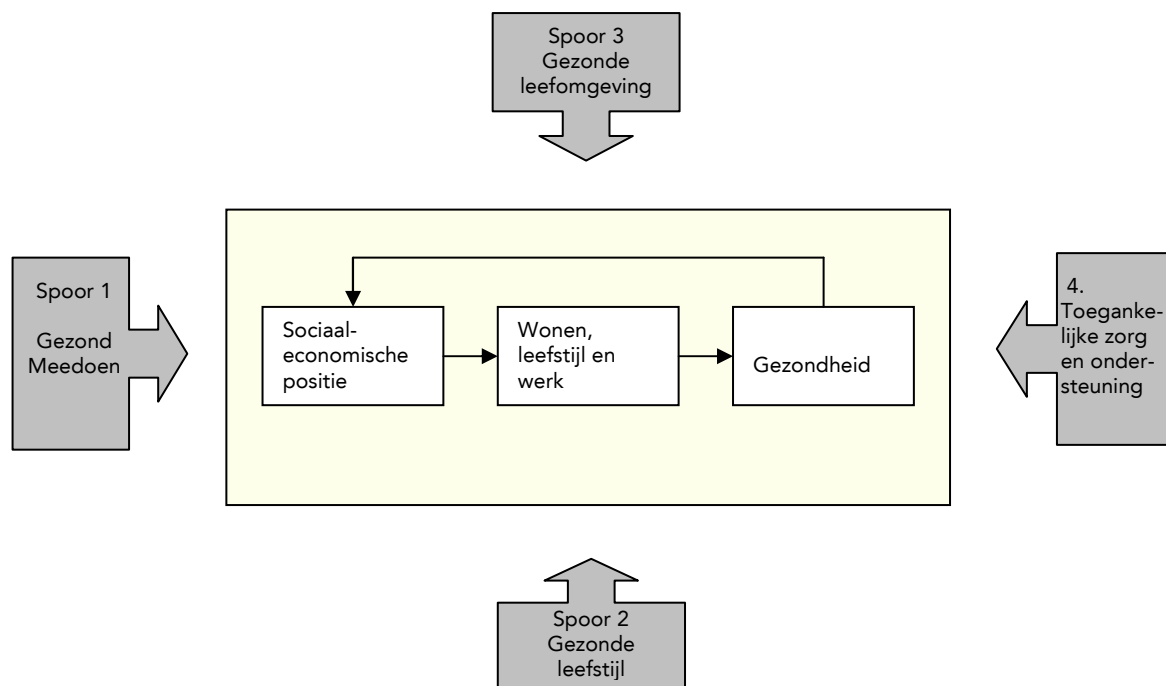 Spoor 3
Gezonde
leefomgeving
Spoor 1
Gezond
Meedoen
Sociaal-
economische
positie
Wonen,
leefstijl en
werk
Gezondheid
4.
Toeganke-
lijke zorg
en onder-
steuning
Spoor 2
Gezonde
leefstijl